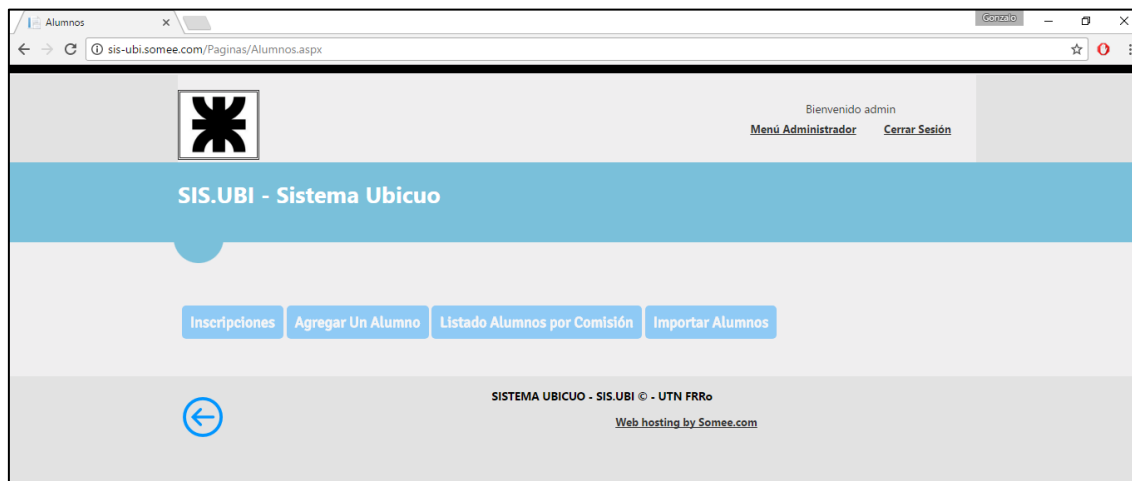 Alumnos
Gonzalo
sis-ubi.somee.com/Paginas/Alumnos.aspx
Bienvenido admin
Menú Administrador Cerrar Sesión
SIS.UBI - Sistema Ubicuo
Inscripciones Agregar Un Alumno Listado Alumnos por Comisión Importar Alumnos
SISTEMA UBICUO - SIS.UBI © - UTN FRRo
Web hosting by Somee.com